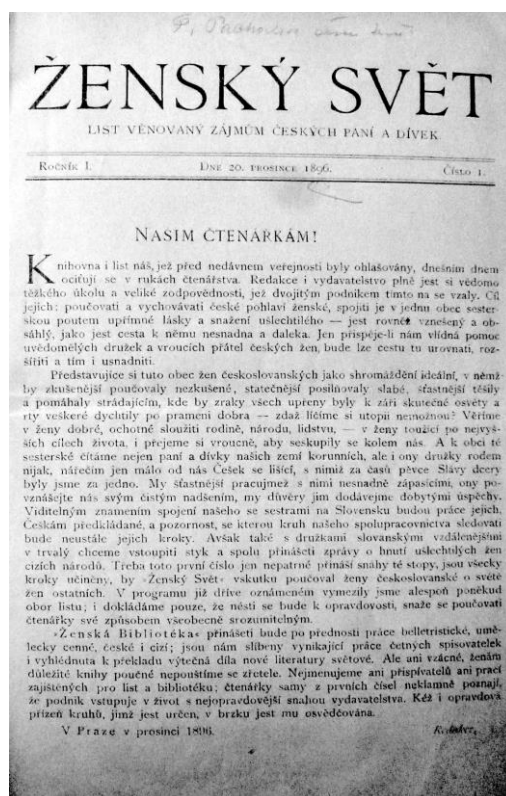 ŽENSKÝ SVĚT
LIST VĚNOVANÝ ZÁJMŮM ČESKÝCH PANÍ A DÍVEK
Ročník I. Dne 20. prosince 1896. Číslo 1.
NAŠIM ČTENÁŘKÁM!
Knihovna i list náš, jež před nedávnem veřejnosti byly ohlašovány, dnešním dnem
ociťují se v rukách čtenářstva. Redakce i vydavatelstvo plně jest si vědomo
těžkého úkolu a veliké zodpovědnosti, jež dvojitým podnikem tímto na se vzaly. Cíl
jejich: poučovati a vychovávati české pohlaví ženské, spojiti je v jednu obec sester-
skou poutem upřímné lásky a snažení ušlechtilého — jest rovněž vznešený a ob-
sáhlý, jako jest cesta k němu nesnadna a daleka. Jen přispěje-li nám vlídná pomoc
uvědomělých družek a vroucích přátel českých žen, bude lze cestu tu urovnati, roz-
šířiti a tím i usnadniti.
Představujíce si tuto obec žen československých jako shromáždění ideální, v němž
by zkušenější poučovaly nezkušené, statečnější posilňovaly slabé, šťastnější těšily
a pomáhaly strádajícím, kde by zraky všech upřeny byly k záři skutečné osvěty a
rty veškeré dychtily po prameni dobra — zdaž líčíme si utopii nemožnou? Věříme
v ženy dobré, ochotné sloužiti rodině, národu, lidstvu, — v ženy toužící po nejvyš-
ších cílech života, i přejeme si vroucně, aby seskupily se kolem nás. A k obci té
sesterské čítáme nejen paní a dívky našich zemí korunních, ale i ony družky rodem
nijak, nářečím jen málo od nás Češek se lišící, s nimiž za časů pěvce Slávy dcery
byly jsme za jedno. My šťastnější pracujmež s nimi nesnadně zápasícími, ony po-
vznášejte nás svým čistým nadšením, my důvěry jim dodávejme dobytými úspěchy.
Viditelným znamením spojení našeho se sestrami na Slovensku budou práce jejich,
Češkám předkládané, a pozornost, se kterou kruh našeho spolupracovnictva sledovati
bude neustále jejich kroky. Avšak také s družkami slovanskými vzdálenějšími
v trvalý chceme vstoupiti styk a spolu přinášeti zprávy o hnutí ušlechtilých žen
cizích národů. Třeba toto první číslo jen nepatrné přináší snahy té stopy, jsou všecky
kroky učiněny, by »Ženský Svět« vskutku poučoval ženy československé o světě
žen ostatních. V programu již dříve oznámeném vymezily jsme alespoň poněkud
obor listu; i dokládáme pouze, že nésti se bude k opravdovosti, snaže se poučovati
čtenářky své způsobem všeobecně srozumitelným.
»Ženská Bibliotéka« přinášeti bude po přednosti práce belletristické, umě-
lecky cenné, české i cizí; jsou nám slíbeny vynikající práce četných spisovatelek
i vyhlédnuta k překladu výtečná díla nové literatury světové. Ale ani vzácné, ženám
důležité knihy poučné nepouštíme se zřetele. Nejmenujeme ani přispívatelů ani prací
zajištěných pro list a bibliotéku; čtenářky samy z prvních čísel neklamně poznají,
že podnik vstupuje v život s nejopravdovější snahou vydavatelstva. Kéž i opravdová
přízeň kruhů, jimž jest určen, v brzku jest mu osvědčována.
V Praze v prosinci 1896.